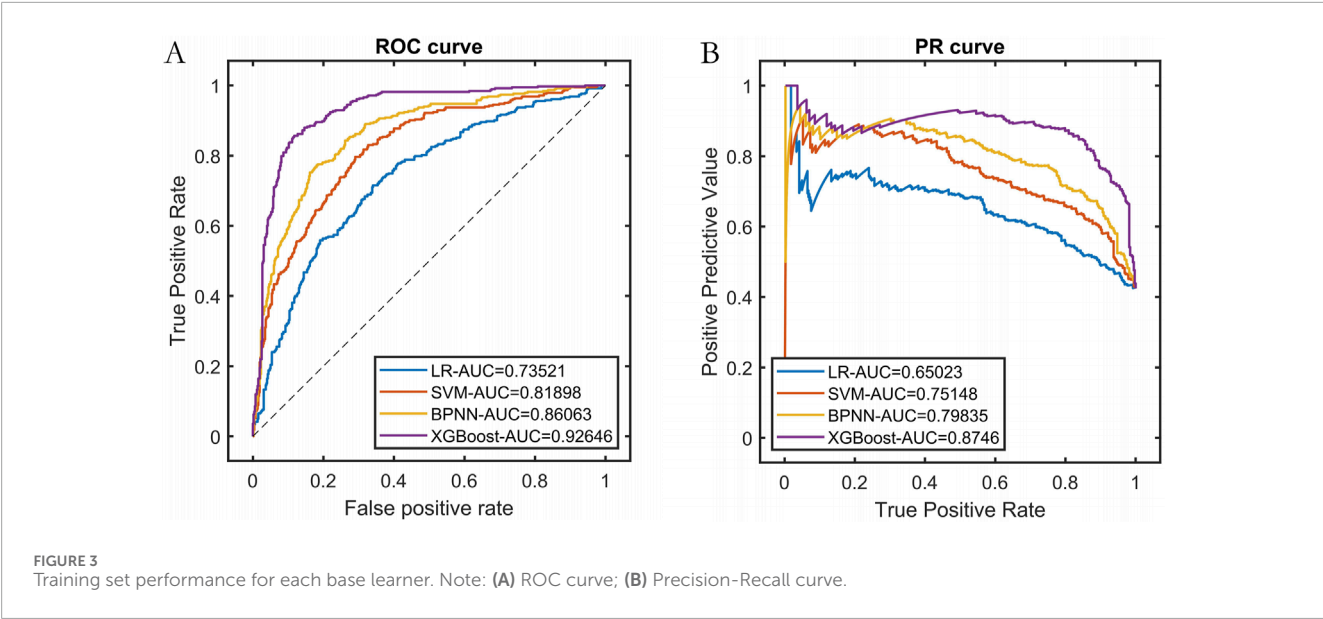 A
ROC curve
True Positive Rate
1
0.8
0.6
0.4
0.2
0
0
0.2
0.4
0.6
0.8
1
False positive rate
LR-AUC=0.73521
SVM-AUC=0.81898
BPNN-AUC=0.86063
XGBoost-AUC=0.92646
B
PR curve
Positive Predictive Value
1
0.8
0.6
0.4
0.2
0
0
0.2
0.4
0.6
0.8
1
True Positive Rate
LR-AUC=0.65023
SVM-AUC=0.75148
BPNN-AUC=0.79835
XGBoost-AUC=0.8746
FIGURE 3
Training set performance for each base learner. Note: (A) ROC curve; (B) Precision-Recall curve.